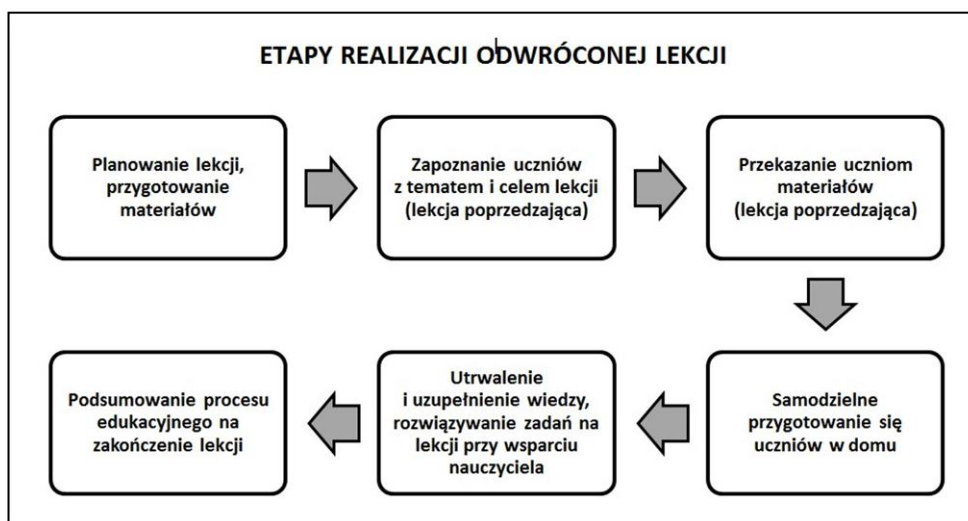 ETAPY REALIZACJI ODWRÓCONEJ LEKCJI
Planowanie lekcji,
przygotowanie
materiałów
Zapoznanie uczniów
z tematem i celem lekcji
(lekcja poprzedzająca)
Przekazanie uczniom
materiałów
(lekcja poprzedzająca)
Samodzielne
przygotowanie się
uczniów w domu
Utrwalenie
i uzupełnienie wiedzy,
rozwiązywanie zadań na
lekcji przy wsparciu
nauczyciela
Podsumowanie procesu
edukacyjnego na
zakończenie lekcji